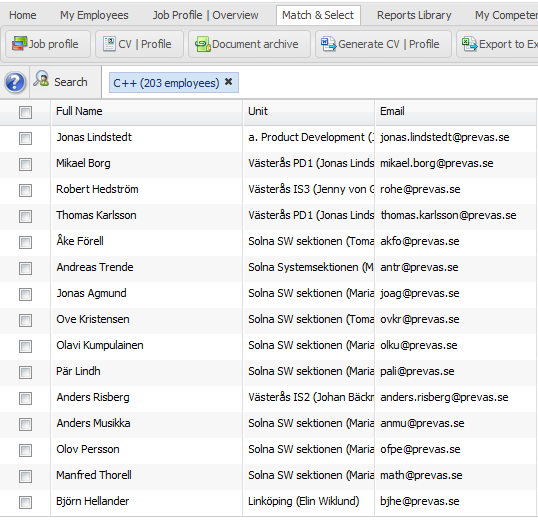 Home My Employees Job Profile | Overview Match & Select Reports Library My Competen
Job profile CV | Profile Document archive Generate CV | Profile Export to Ex
Search C++ (203 employees)
Full Name Unit Email
Jonas Lindstedt a. Product Development (J jonas.lindstedt@prevas.se
Mikael Borg Västerås PD1 (Jonas Linds mikael.borg@prevas.se
Robert Hedström Västerås IS3 (Jenny von G rohe@prevas.se
Thomas Karlsson Västerås PD1 (Jonas Linds thomas.karlsson@prevas.se
Åke Förell Solna SW sektionen (Toma akfo@prevas.se
Andreas Trende Solna Systemsektionen (M antr@prevas.se
Jonas Agmund Solna SW sektionen (Maria joag@prevas.se
Ove Kristensen Solna SW sektionen (Toma ovkr@prevas.se
Olavi Kumpulainen Solna SW sektionen (Maria olku@prevas.se
Pär Lindh Solna SW sektionen (Maria pali@prevas.se
Anders Risberg Västerås IS2 (Johan Bäckm anders.risberg@prevas.se
Anders Musikka Solna SW sektionen (Maria anmu@prevas.se
Olov Persson Solna SW sektionen (Maria ofpe@prevas.se
Manfred Thorell Solna SW sektionen (Maria math@prevas.se
Björn Hellander Linköping (Elin Wiklund) bjhe@prevas.se